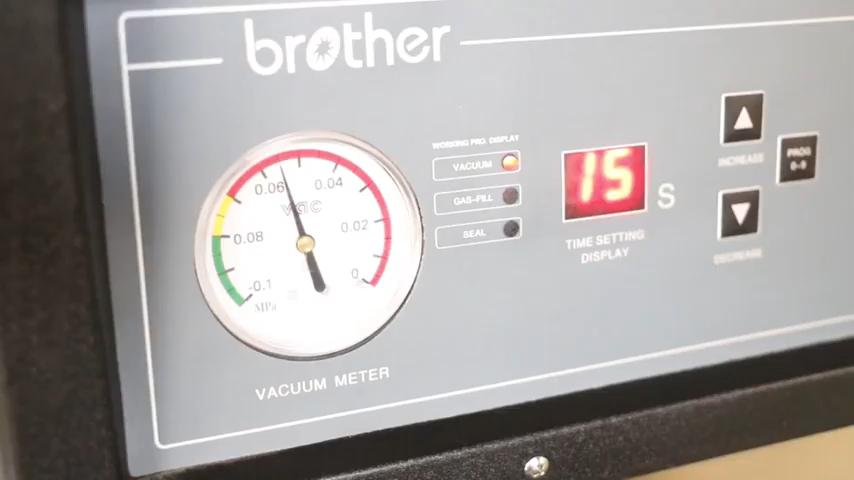 brother
WORKING PRO. DISPLAY
VACUUM
GAS-FILL
SEAL
15
S
TIME SETTING
DISPLAY
INCREASE
DECREASE
PROG
0-9
0.06
0.04
vac
0.08
0.02
-0.1
0
MPa
VACUUM METER